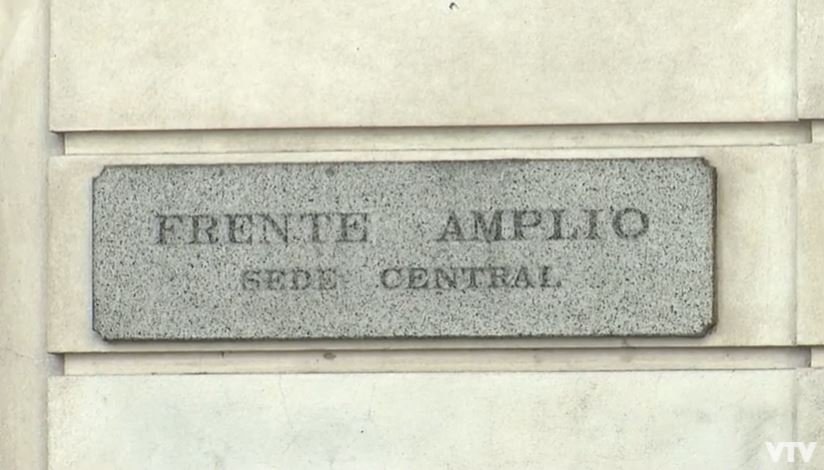 FRENTE AMPLIO
SEDE CENTRAL
VTV